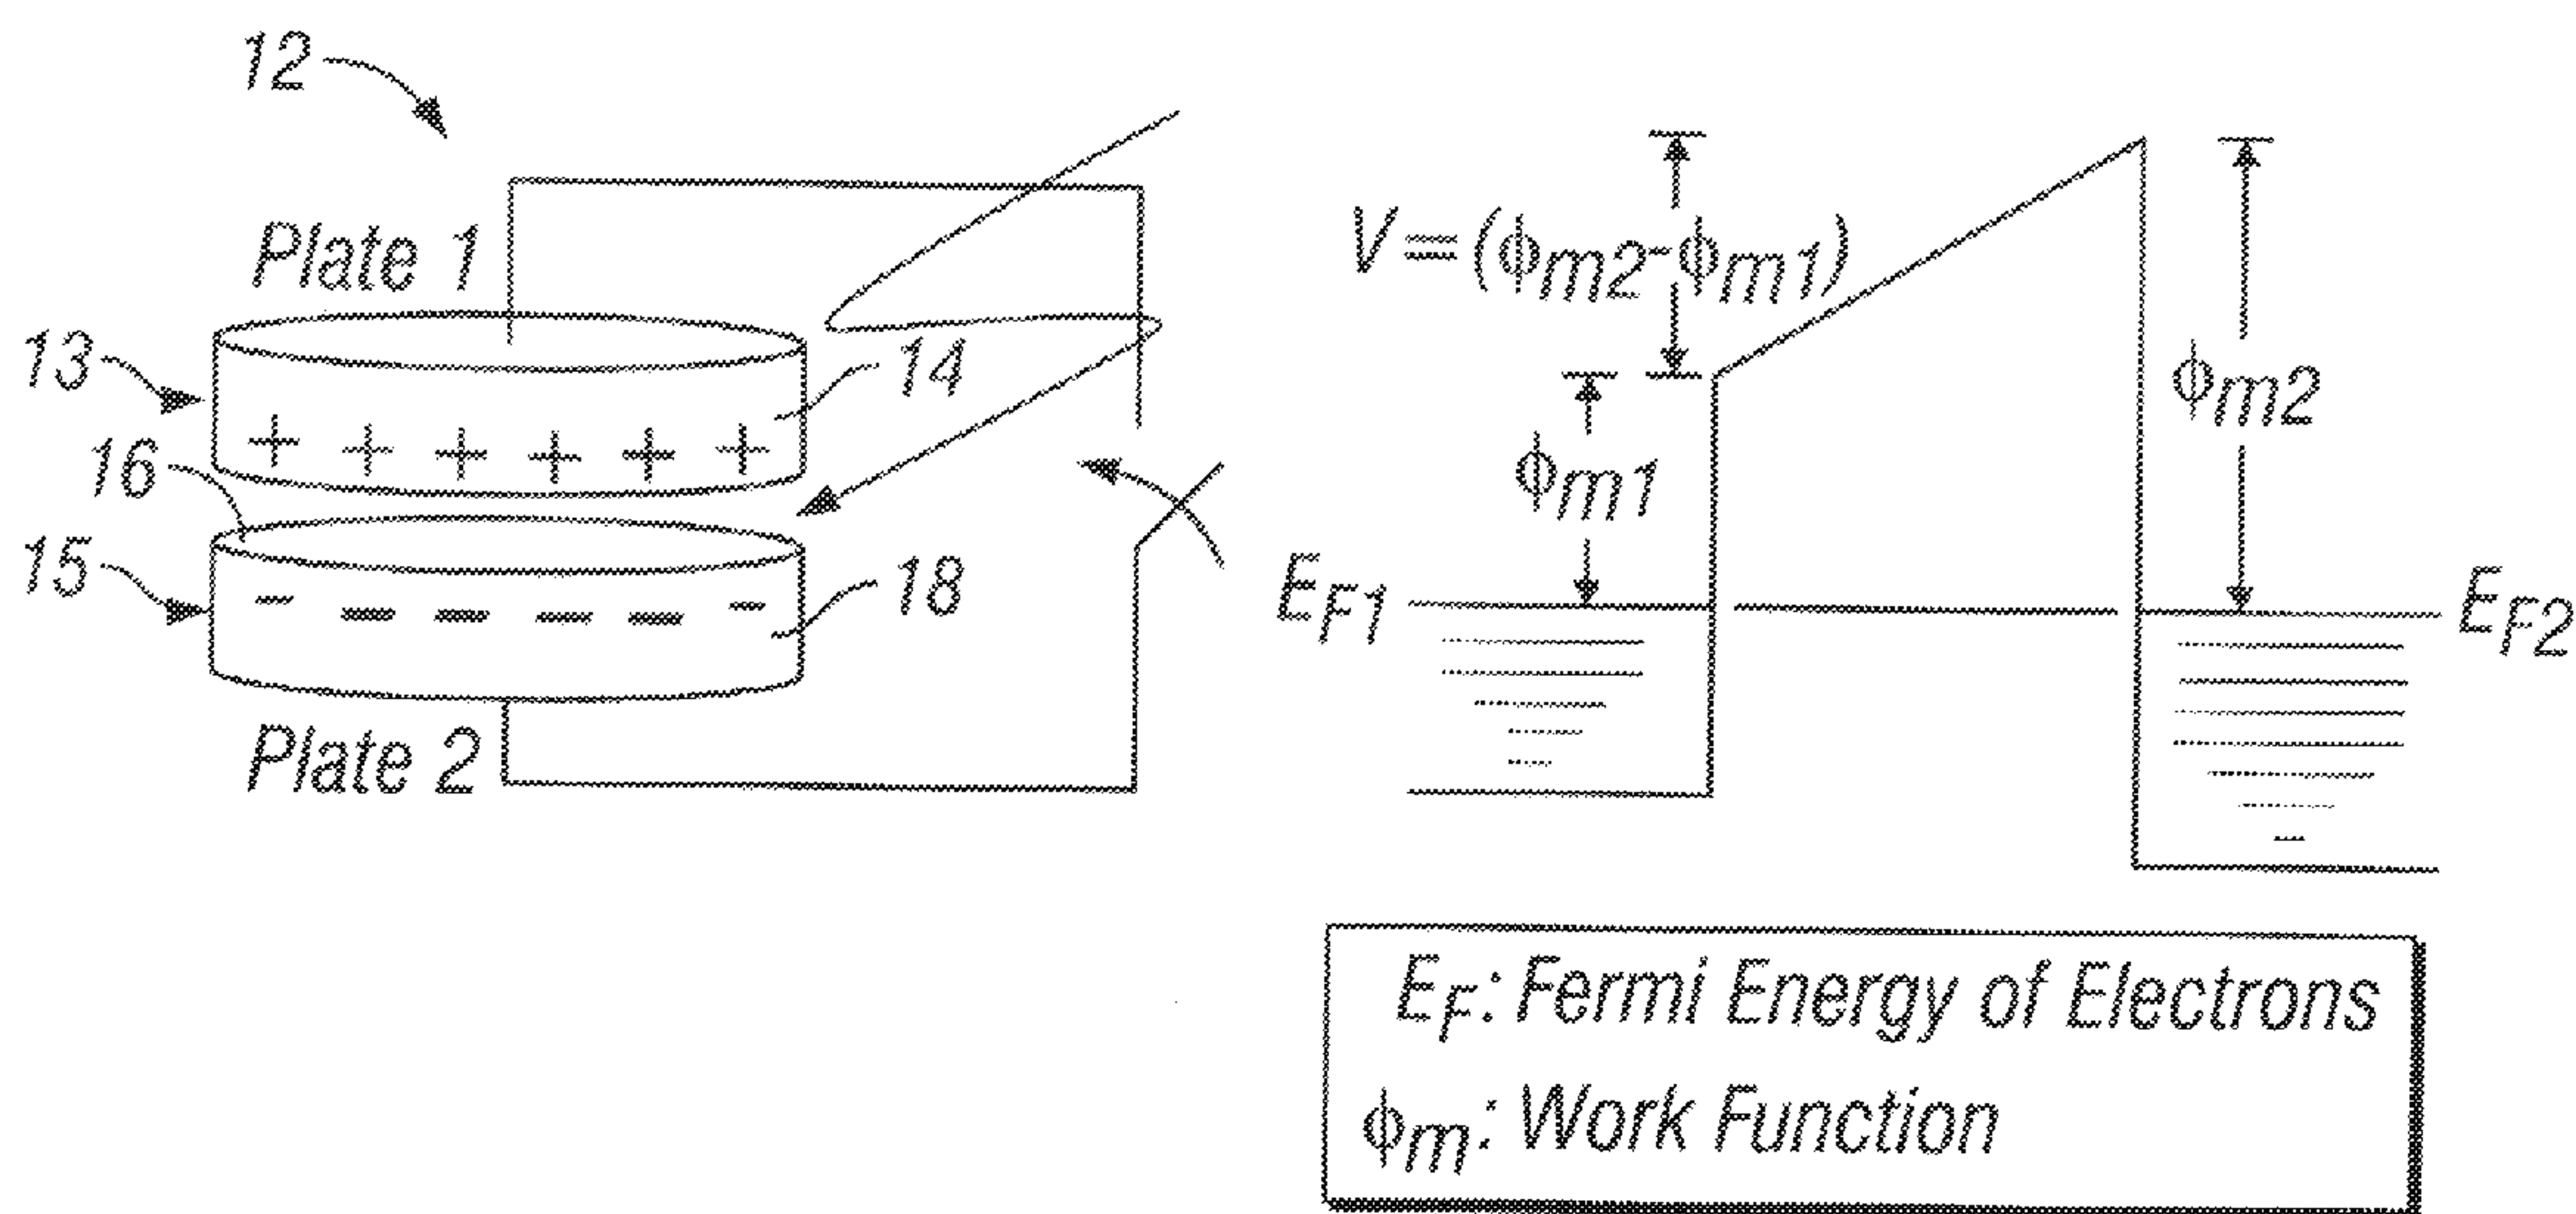 12
Plate 1
13
14
16
15
18
Plate 2
V=(ϕm2-ϕm1)
ϕm1
ϕm2
EF1
EF2
EF: Fermi Energy of Electrons
ϕm: Work Function